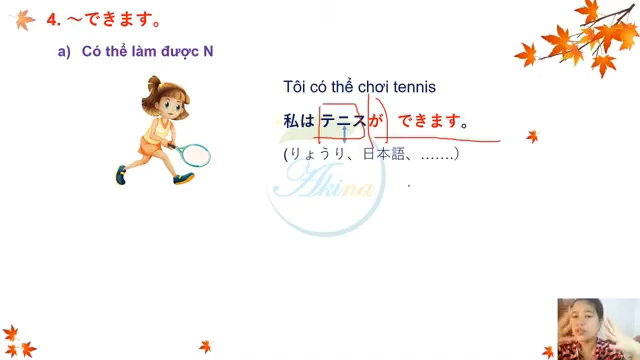 4. ～できます。
a) Có thể làm được N
Tôi có thể chơi tennis
私は テニスが できます。
(りょうり、日本語、…….）
Akina